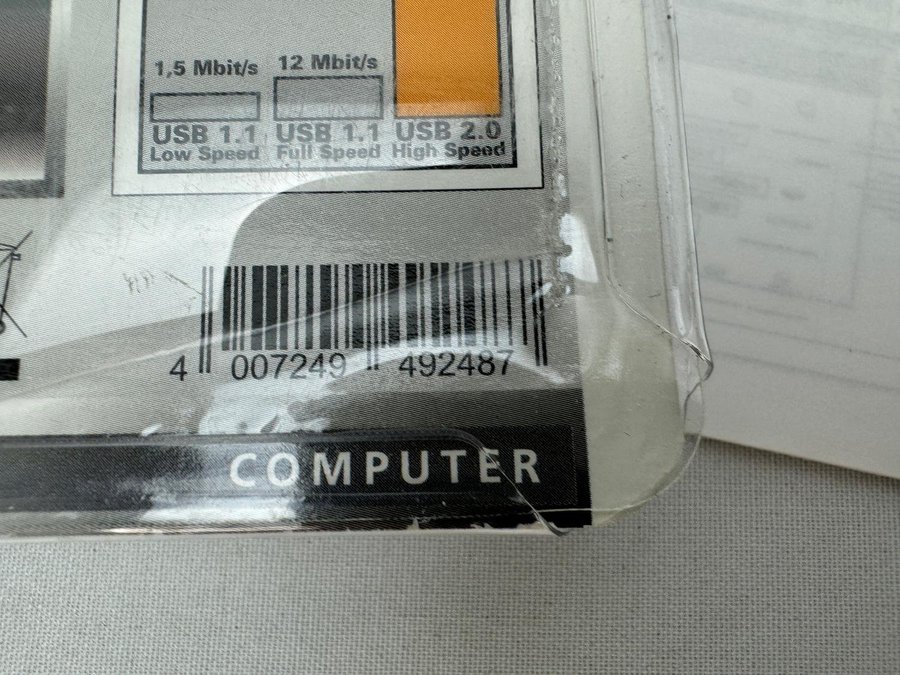 1,5 Mbit/s 12 Mbit/s
USB 1.1 USB 1.1 USB 2.0
Low Speed Full Speed High Speed
4 007249 492487
COMPUTER